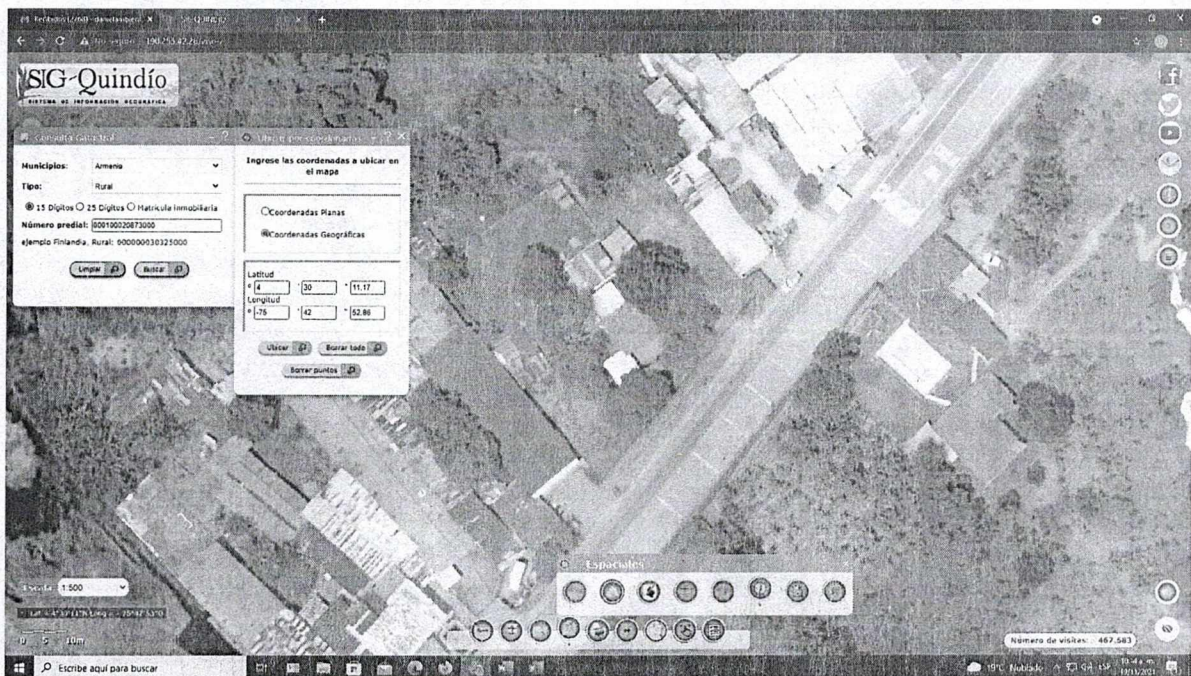 SIG-Quindío
SISTEMA DE INFORMACIÓN GEOGRÁFICA
Consulta Catastral
Municipios: Armenia
Tipo: Rural
15 Dígitos 25 Dígitos Matrícula inmobiliaria
Número predial: 000100020873000
ejemplo Finlandia, Rural: 000000030325000
Limpiar Buscar
Ubicar por coordenadas
Ingrese las coordenadas a ubicar en
el mapa
Coordenadas Planas
Coordenadas Geográficas
Latitud
° 4 ' 30 " 11.17
Longitud
° -75 ' 42 " 52.86
Ubicar Borrar todo
Borrar puntos
Espaciales
Escala 1:500
0 5 10m
Número de visitas: 467,583
Escribe aquí para buscar
19°C Nublado